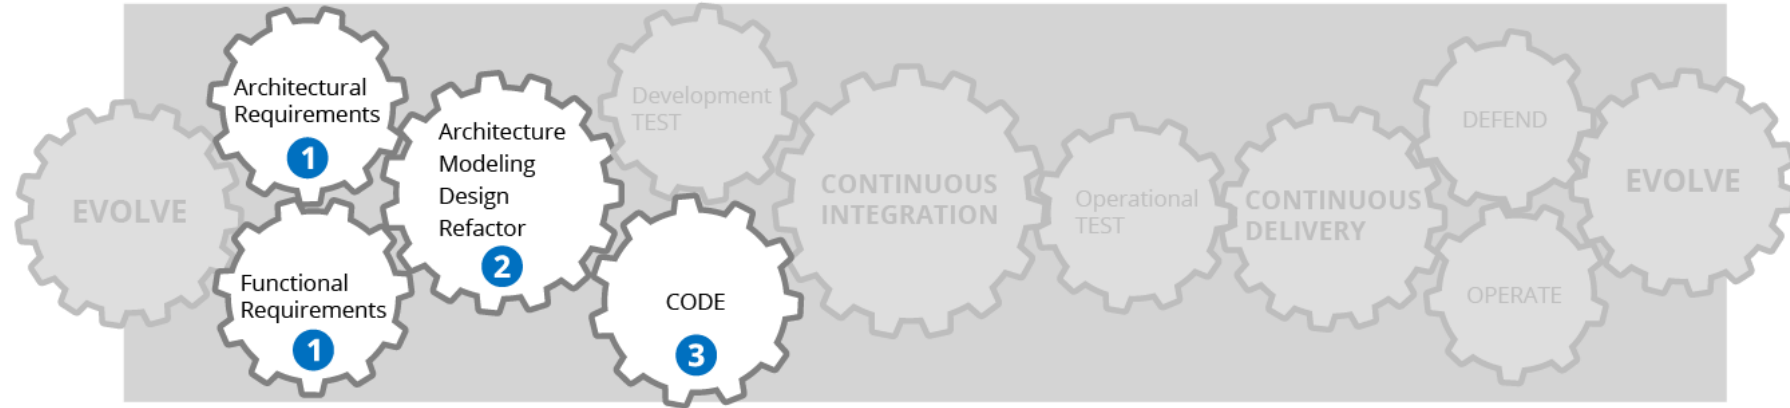 EVOLVE
Architectural
Requirements
1
Functional
Requirements
1
Architecture
Modeling
Design
Refactor
2
Development
TEST
CODE
3
CONTINUOUS
INTEGRATION
Operational
TEST
CONTINUOUS
DELIVERY
DEFEND
OPERATE
EVOLVE